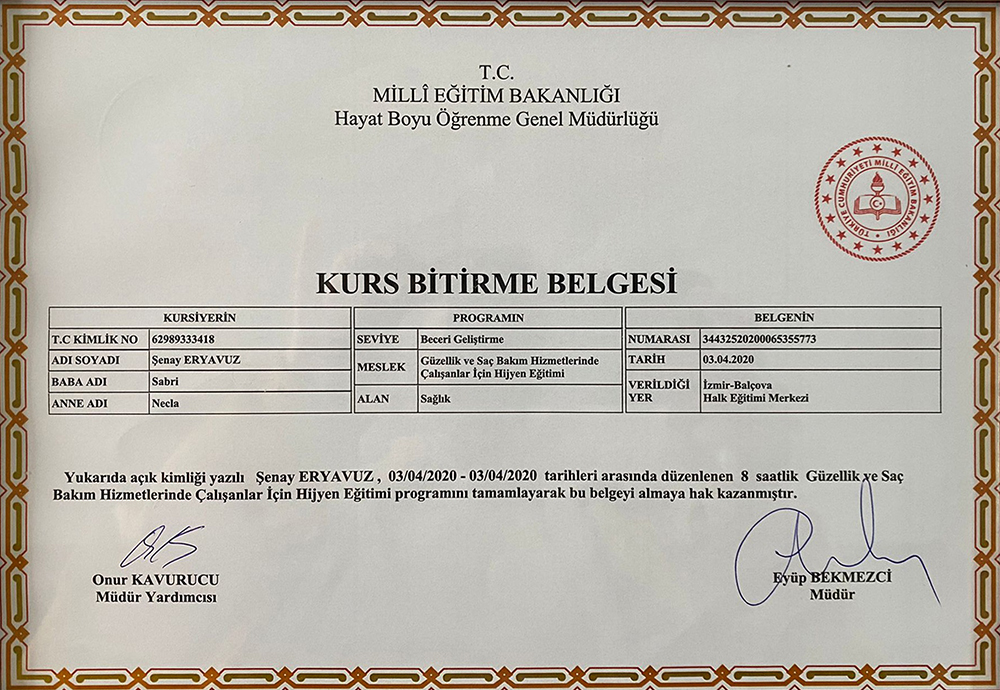 T.C.
MİLLÎ EĞİTİM BAKANLIĞI
Hayat Boyu Öğrenme Genel Müdürlüğü
TÜRKİYE CUMHURİYETİ MİLLÎ EĞİTİM BAKANLIĞI
KURS BİTİRME BELGESİ
KURSİYERİN
T.C KİMLİK NO 62989333418
ADI SOYADI Şenay ERYAVUZ
BABA ADI Sabri
ANNE ADI Necla
PROGRAMIN
SEVİYE Beceri Geliştirme
MESLEK Güzellik ve Saç Bakım Hizmetlerinde
Çalışanlar İçin Hijyen Eğitimi
ALAN Sağlık
BELGENİN
NUMARASI 34432520200065355773
TARİH 03.04.2020
VERİLDİĞİ YER İzmir-Balçova
Halk Eğitimi Merkezi
Yukarıda açık kimliği yazılı Şenay ERYAVUZ , 03/04/2020 - 03/04/2020 tarihleri arasında düzenlenen 8 saatlik Güzellik ve Saç
Bakım Hizmetlerinde Çalışanlar İçin Hijyen Eğitimi programını tamamlayarak bu belgeyi almaya hak kazanmıştır.
Onur KAVURUCU
Müdür Yardımcısı
Eyüp BEKMEZCİ
Müdür